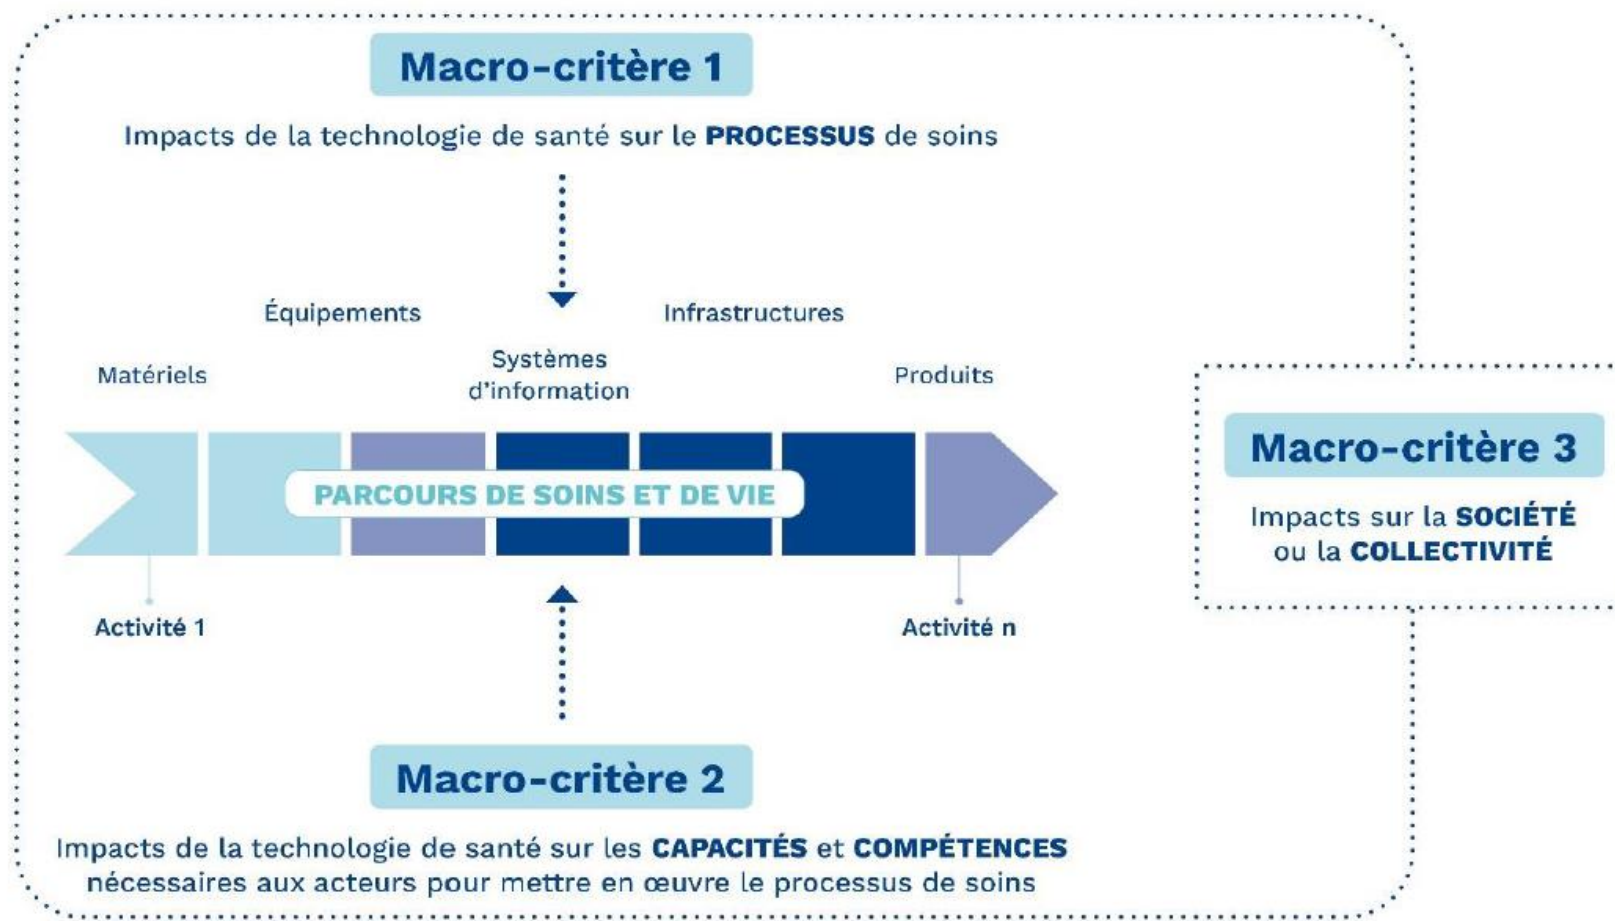 Macro-critère 1
Impacts de la technologie de santé sur le PROCESSUS de soins
Équipements
Infrastructures
Systèmes
d'information
Matériels
Produits
PARCOURS DE SOINS ET DE VIE
Activité 1
Activité n
Macro-critère 2
Impacts de la technologie de santé sur les CAPACITÉS et COMPÉTENCES
nécessaires aux acteurs pour mettre en œuvre le processus de soins
Macro-critère 3
Impacts sur la SOCIÉTÉ
ou la COLLECTIVITÉ